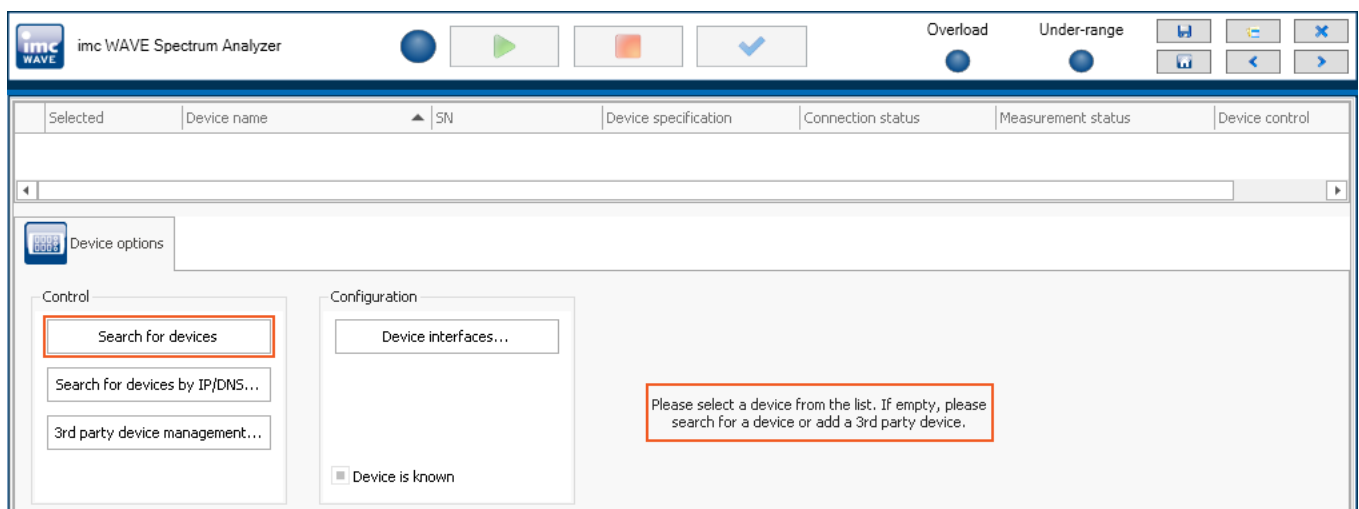 imc
WAVE
imc WAVE Spectrum Analyzer
Overload
Under-range
Selected
Device name
SN
Device specification
Connection status
Measurement status
Device control
Device options
Control
Search for devices
Search for devices by IP/DNS...
3rd party device management...
Configuration
Device interfaces...
Device is known
Please select a device from the list. If empty, please
search for a device or add a 3rd party device.